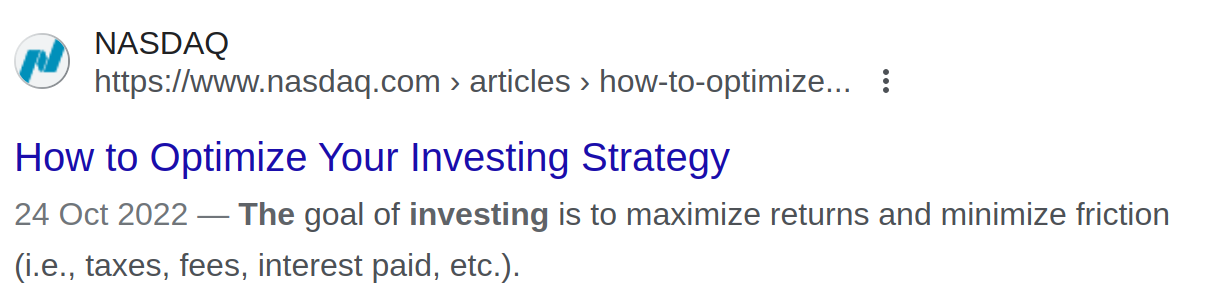 NASDAQ
https://www.nasdaq.com › articles › how-to-optimize...
How to Optimize Your Investing Strategy
24 Oct 2022 — The goal of investing is to maximize returns and minimize friction
(i.e., taxes, fees, interest paid, etc.).